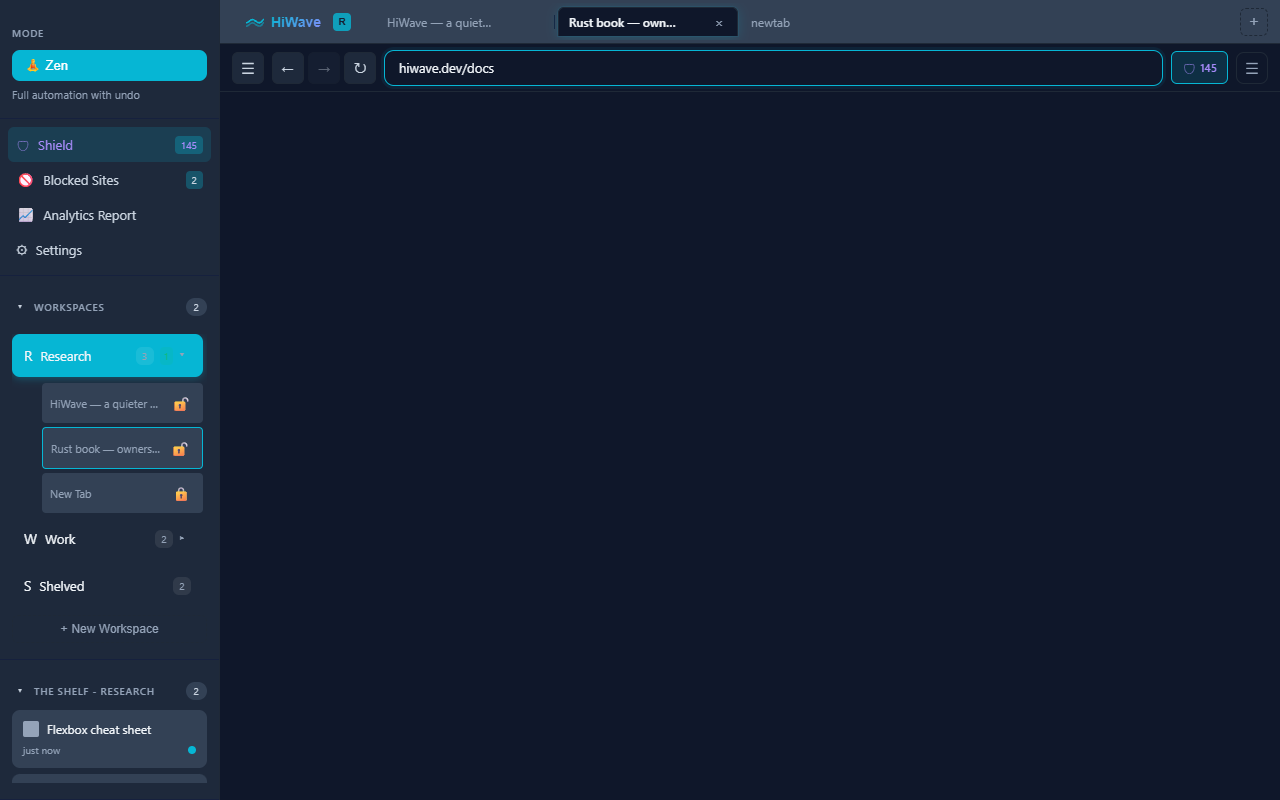 MODE
Zen
Full automation with undo
Shield 145
Blocked Sites 2
Analytics Report
Settings
WORKSPACES 2
R Research 3
HiWave — a quieter ...
Rust book — owners...
New Tab
W Work 2
S Shelved 2
+ New Workspace
THE SHELF - RESEARCH 2
Flexbox cheat sheet
just now
HiWave R
HiWave — a quiet...
Rust book — own... ×
newtab
+
hiwave.dev/docs
145